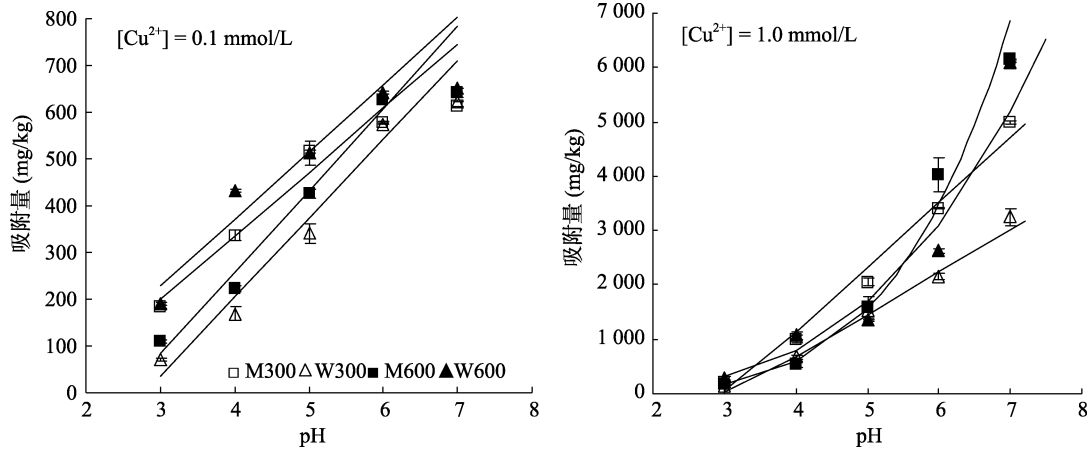 [Cu²⁺] = 0.1 mmol/L
吸附量 (mg/kg)
800
700
600
500
400
300
200
100
0
2 3 4 5 6 7 8
pH
□ M300 △ W300 ■ M600 ▲ W600
[Cu²⁺] = 1.0 mmol/L
吸附量 (mg/kg)
7 000
6 000
5 000
4 000
3 000
2 000
1 000
0
2 3 4 5 6 7 8
pH